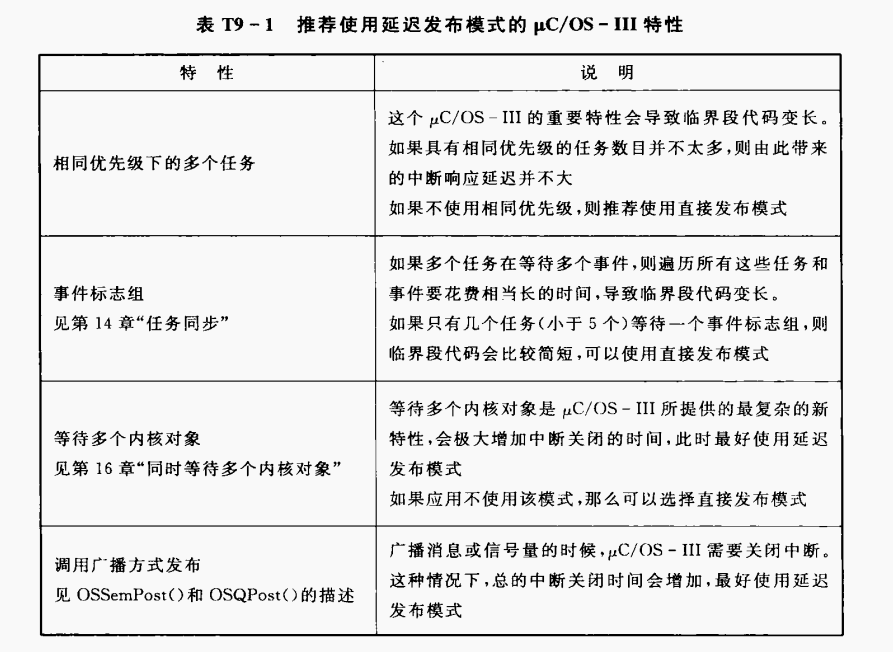 表 T9-1 推荐使用延迟发布模式的 μC/OS-III 特性
特 性
说 明
相同优先级下的多个任务
这个 μC/OS-III 的重要特性会导致临界段代码变长。
如果具有相同优先级的任务数目并不太多,则由此带来
的中断响应延迟并不大
如果不使用相同优先级,则推荐使用直接发布模式
事件标志组
见第 14 章“任务同步”
如果多个任务在等待多个事件,则遍历所有这些任务和
事件要花费相当长的时间,导致临界段代码变长。
如果只有几个任务(小于 5 个)等待一个事件标志组,则
临界段代码会比较简短,可以使用直接发布模式
等待多个内核对象
见第 16 章“同时等待多个内核对象”
等待多个内核对象是 μC/OS-III 所提供的最复杂的新
特性,会极大增加中断关闭的时间,此时最好使用延迟
发布模式
如果应用不使用该模式,那么可以选择直接发布模式
调用广播方式发布
见 OSSemPost()和 OSQPost()的描述
广播消息或信号量的时候,μC/OS-III 需要关闭中断。
这种情况下,总的中断关闭时间会增加,最好使用延迟
发布模式